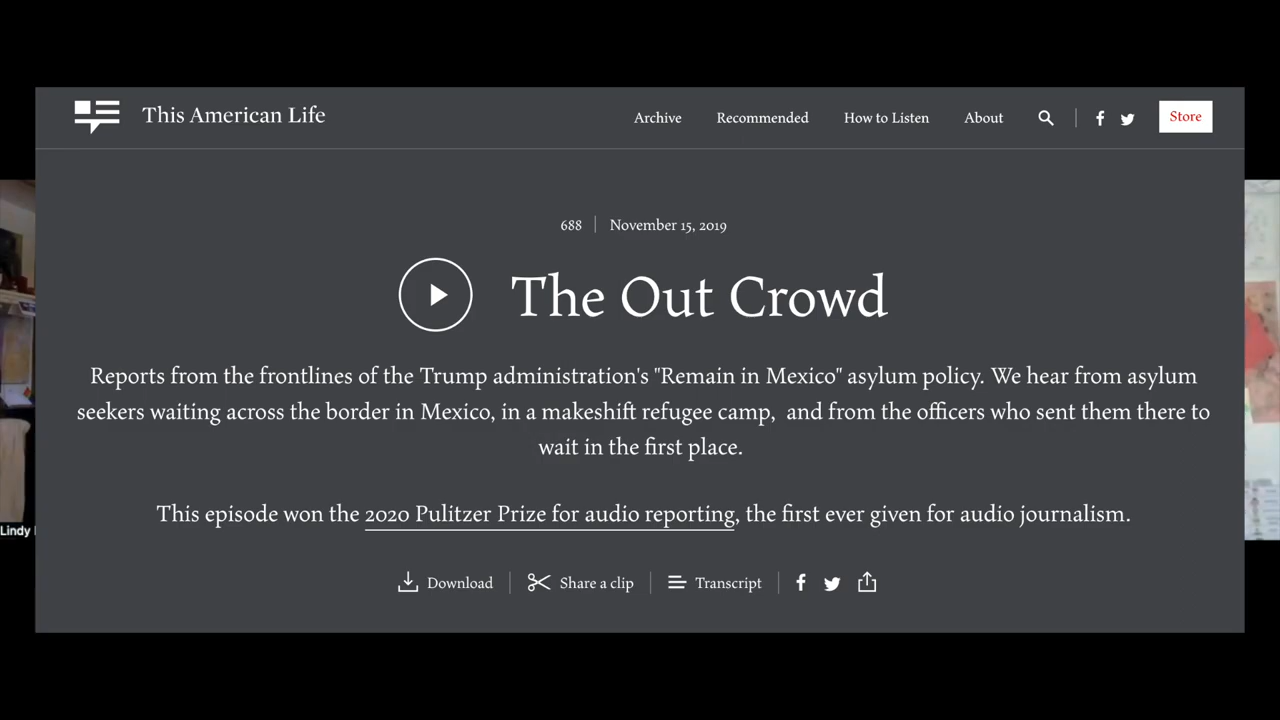 This American Life
Archive Recommended How to Listen About Store
688 November 15, 2019
The Out Crowd
Reports from the frontlines of the Trump administration's "Remain in Mexico" asylum policy. We hear from asylum
seekers waiting across the border in Mexico, in a makeshift refugee camp, and from the officers who sent them there to
wait in the first place.
Lindy
This episode won the 2020 Pulitzer Prize for audio reporting, the first ever given for audio journalism.
Download Share a clip Transcript